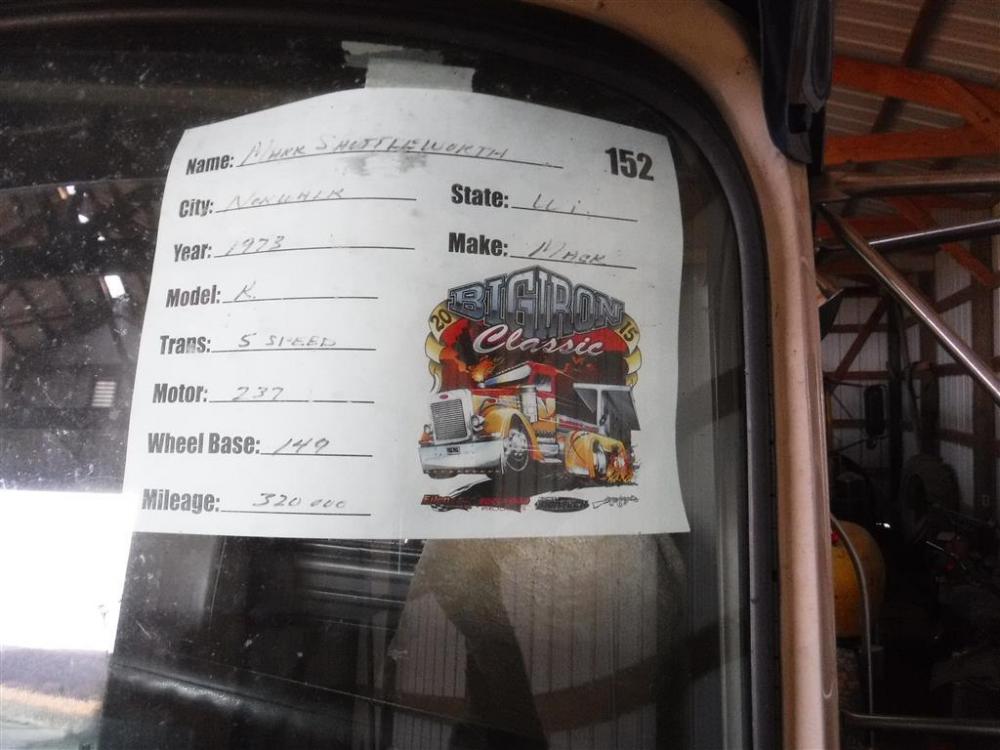 Name: MARK SHUTTLEWORTH 152
City: NORWALK State: Wi.
Year: 1973 Make: MACK
Model: R.
Trans: 5 SPEED
Motor: 237
Wheel Base: 149
Mileage: 320 000
20 BIG IRON 15
Classic